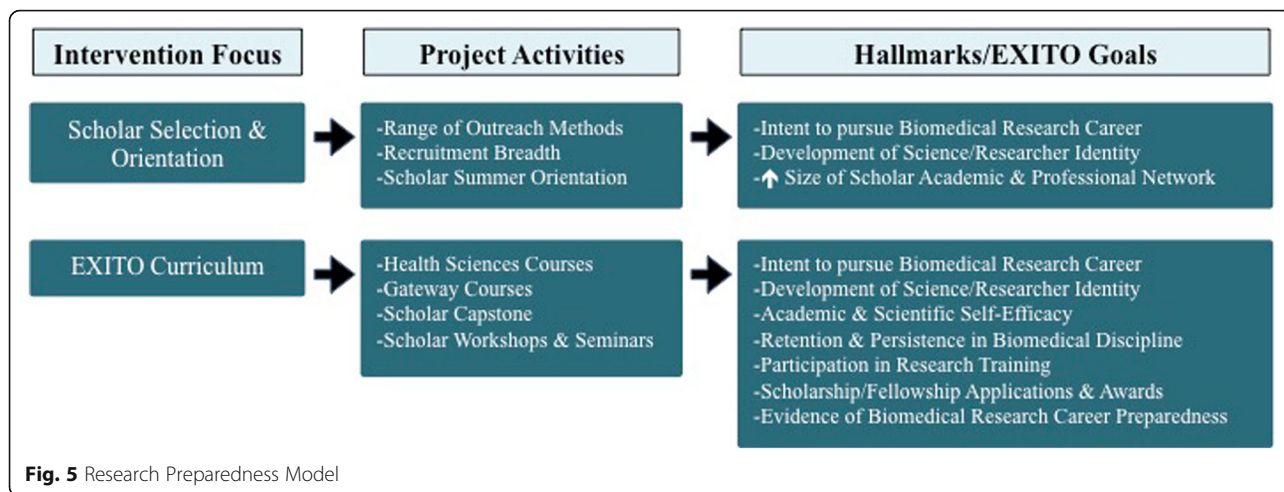 Intervention Focus
Project Activities
Hallmarks/EXITO Goals
Scholar Selection &
Orientation
-Range of Outreach Methods
-Recruitment Breadth
-Scholar Summer Orientation
-Intent to pursue Biomedical Research Career
-Development of Science/Researcher Identity
-↑ Size of Scholar Academic & Professional Network
EXITO Curriculum
-Health Sciences Courses
-Gateway Courses
-Scholar Capstone
-Scholar Workshops & Seminars
-Intent to pursue Biomedical Research Career
-Development of Science/Researcher Identity
-Academic & Scientific Self-Efficacy
-Retention & Persistence in Biomedical Discipline
-Participation in Research Training
-Scholarship/Fellowship Applications & Awards
-Evidence of Biomedical Research Career Preparedness
Fig. 5 Research Preparedness Model